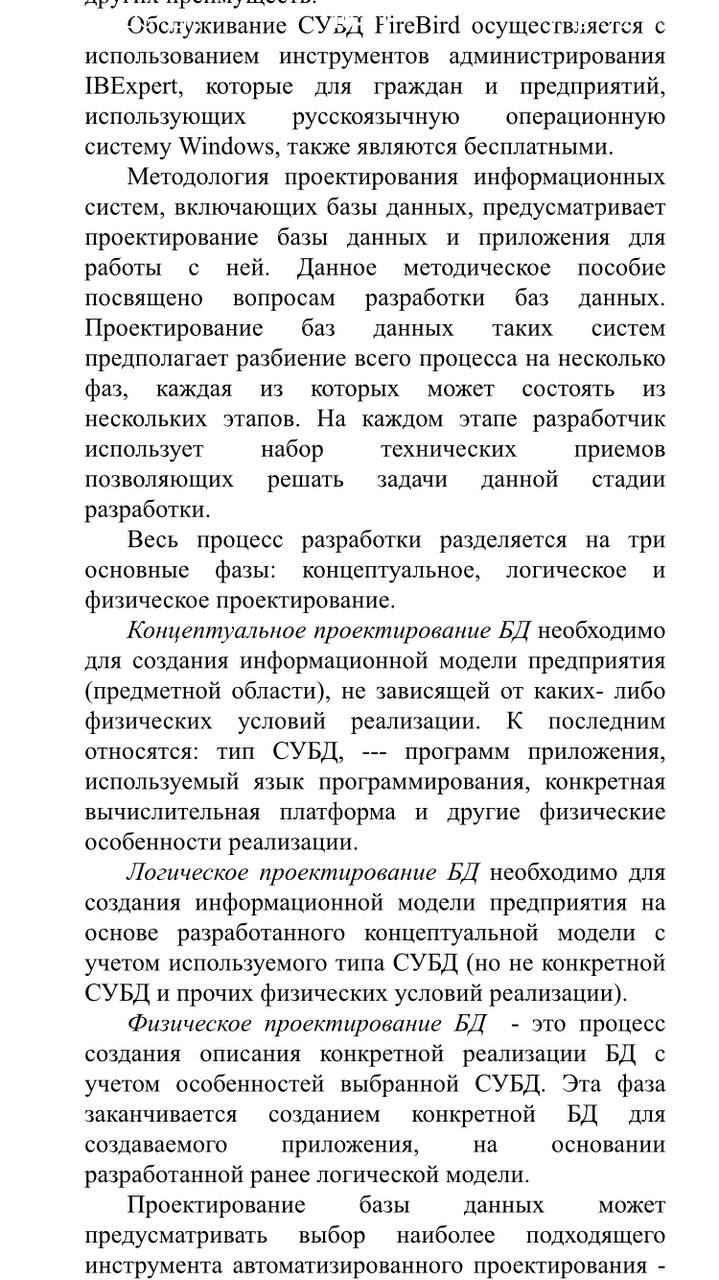 других преимуществ.
Обслуживание СУБД FireBird осуществляется с
использованием инструментов администрирования
IBExpert, которые для граждан и предприятий,
использующих русскоязычную операционную
систему Windows, также являются бесплатными.
Методология проектирования информационных
систем, включающих базы данных, предусматривает
проектирование базы данных и приложения для
работы с ней. Данное методическое пособие
посвящено вопросам разработки баз данных.
Проектирование баз данных таких систем
предполагает разбиение всего процесса на несколько
фаз, каждая из которых может состоять из
нескольких этапов. На каждом этапе разработчик
использует набор технических приемов
позволяющих решать задачи данной стадии
разработки.
Весь процесс разработки разделяется на три
основные фазы: концептуальное, логическое и
физическое проектирование.
Концептуальное проектирование БД необходимо
для создания информационной модели предприятия
(предметной области), не зависящей от каких- либо
физических условий реализации. К последним
относятся: тип СУБД, --- программ приложения,
используемый язык программирования, конкретная
вычислительная платформа и другие физические
особенности реализации.
Логическое проектирование БД необходимо для
создания информационной модели предприятия на
основе разработанного концептуальной модели с
учетом используемого типа СУБД (но не конкретной
СУБД и прочих физических условий реализации).
Физическое проектирование БД - это процесс
создания описания конкретной реализации БД с
учетом особенностей выбранной СУБД. Эта фаза
заканчивается созданием конкретной БД для
создаваемого приложения, на основании
разработанной ранее логической модели.
Проектирование базы данных может
предусматривать выбор наиболее подходящего
инструмента автоматизированного проектирования -